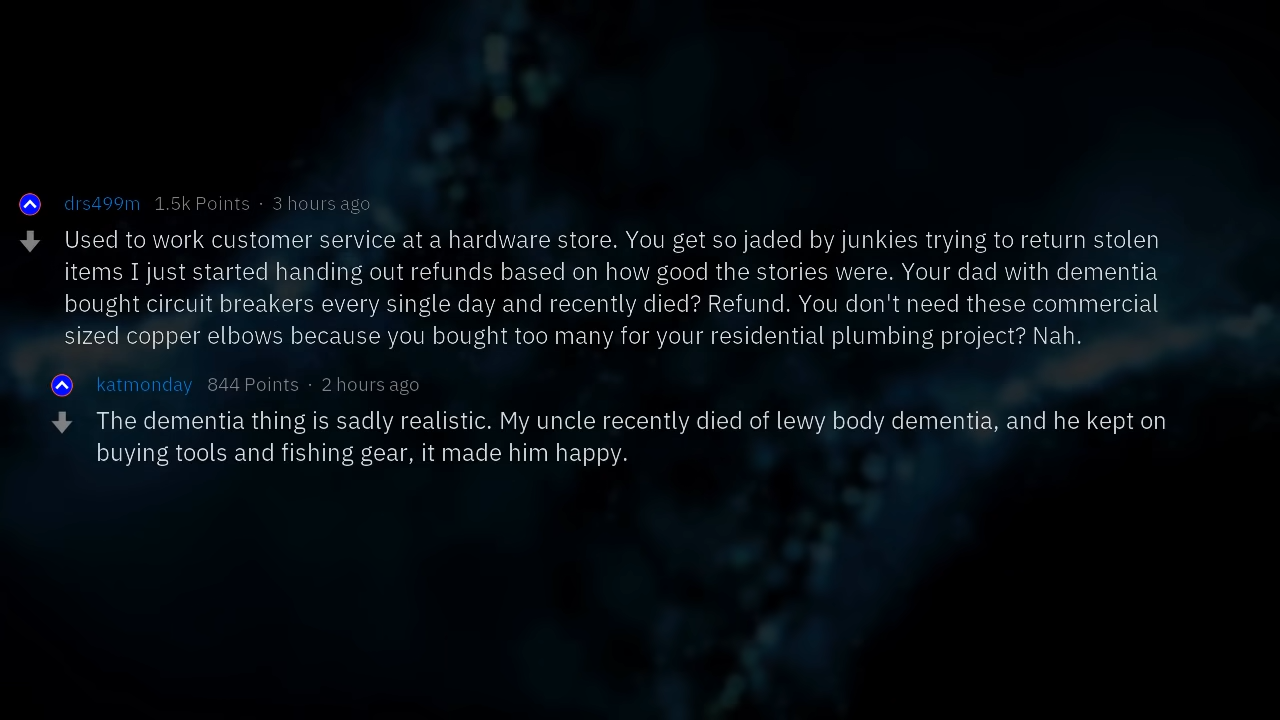 drs499m 1.5k Points · 3 hours ago
Used to work customer service at a hardware store. You get so jaded by junkies trying to return stolen
items I just started handing out refunds based on how good the stories were. Your dad with dementia
bought circuit breakers every single day and recently died? Refund. You don't need these commercial
sized copper elbows because you bought too many for your residential plumbing project? Nah.
katmonday 844 Points · 2 hours ago
The dementia thing is sadly realistic. My uncle recently died of lewy body dementia, and he kept on
buying tools and fishing gear, it made him happy.